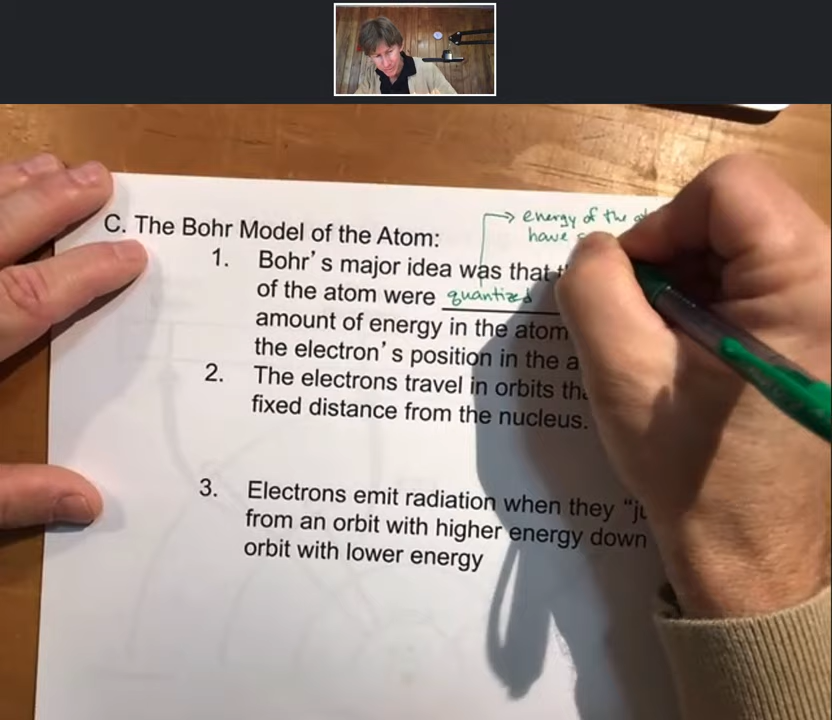 → energy of the
have
C. The Bohr Model of the Atom:
1. Bohr's major idea was that
of the atom were quantized
amount of energy in the atom
the electron's position in the
2. The electrons travel in orbits
fixed distance from the nucleus.
3. Electrons emit radiation when they
from an orbit with higher energy down
orbit with lower energy